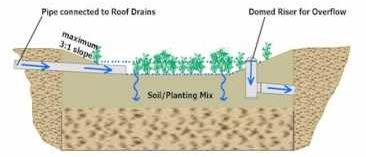 Pipe connected to Roof Drains
Domed Riser for Overflow
maximum
3:1 slope
Soil/Planting Mix